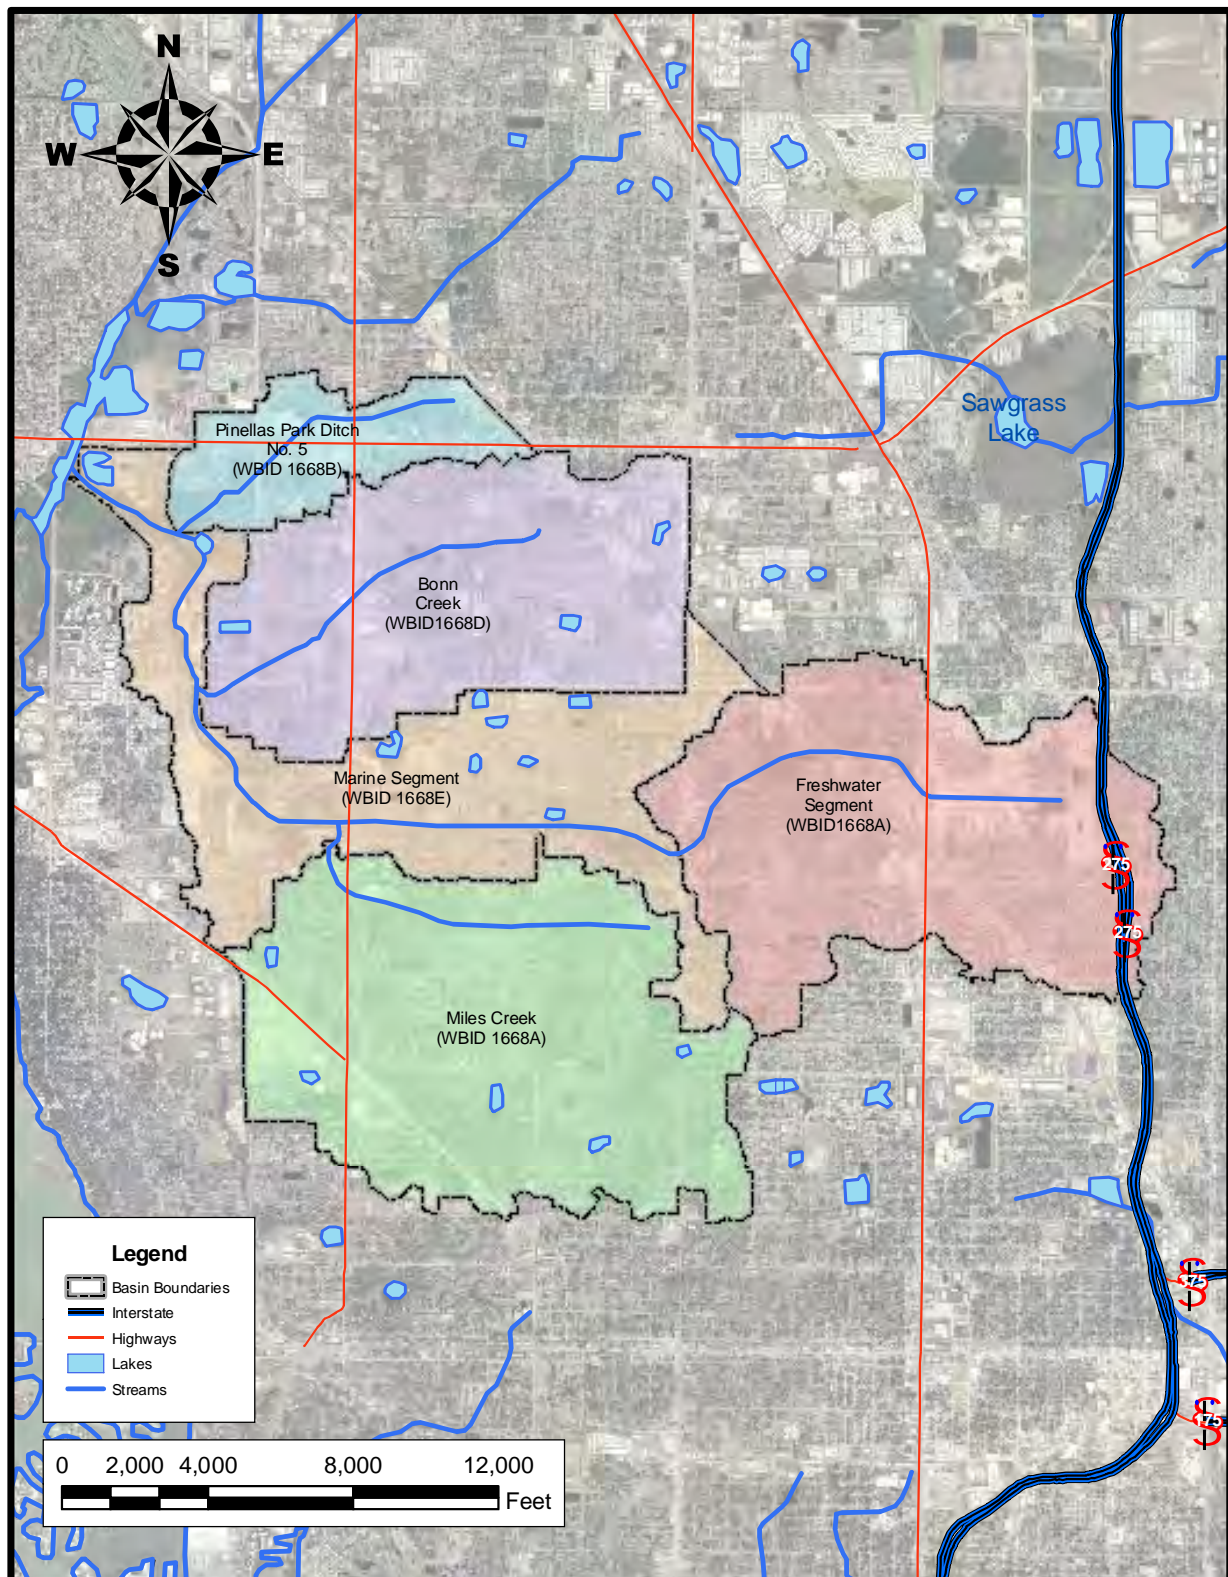 N
W E
S
Sawgrass
Lake
Pinellas Park Ditch
No. 5
(WBID 1668B)
Bonn
Creek
(WBID1668D)
Marine Segment
(WBID 1668E)
Freshwater
Segment
(WBID1668A)
275
275
Miles Creek
(WBID 1668A)
375
175
Legend
Basin Boundaries
Interstate
Highways
Lakes
Streams
0 2,000 4,000 8,000 12,000
Feet